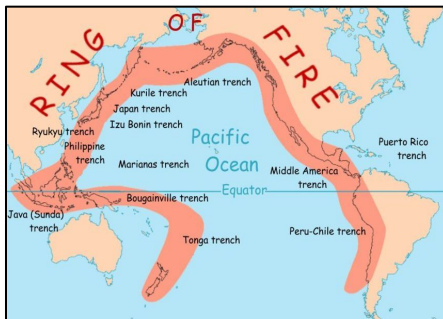 RING OF FIRE
Aleutian trench
Kurile trench
Japan trench
Izu Bonin trench
Ryukyu trench
Philippine
trench
Marianas trench
Pacific
Ocean
Equator
Bougainville trench
Java (Sunda)
trench
Tonga trench
Puerto Rico
trench
Middle America
trench
Peru-Chile trench